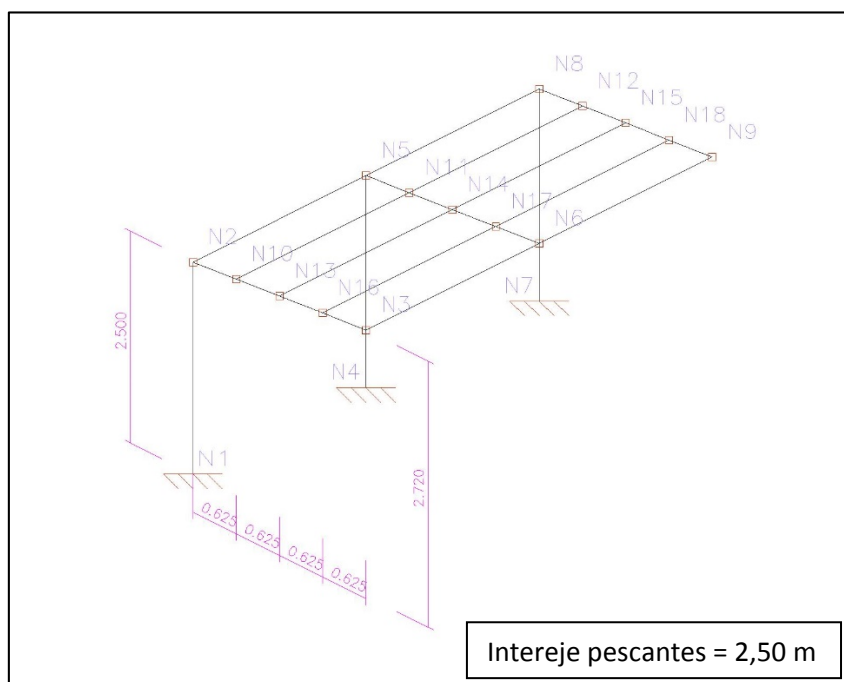 N8
N12
N15
N18
N9
N5
N11
N14
N17
N6
N2
N10
N13
N16
N3
N7
N4
N1
2.500
2.720
0.625
0.625
0.625
0.625
Intereje pescantes = 2,50 m